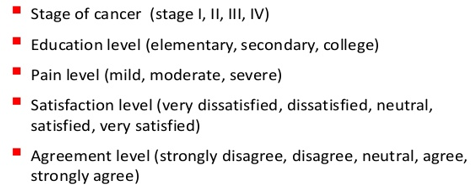 Stage of cancer (stage I, II, III, IV)
Education level (elementary, secondary, college)
Pain level (mild, moderate, severe)
Satisfaction level (very dissatisfied, dissatisfied, neutral,
satisfied, very satisfied)
Agreement level (strongly disagree, disagree, neutral, agree,
strongly agree)